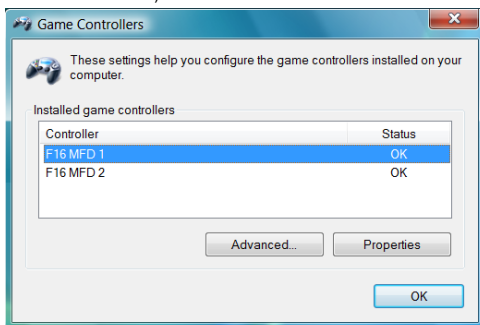 Game Controllers
These settings help you configure the game controllers installed on your
computer.
Installed game controllers
Controller Status
F16 MFD 1 OK
F16 MFD 2 OK
Advanced... Properties
OK